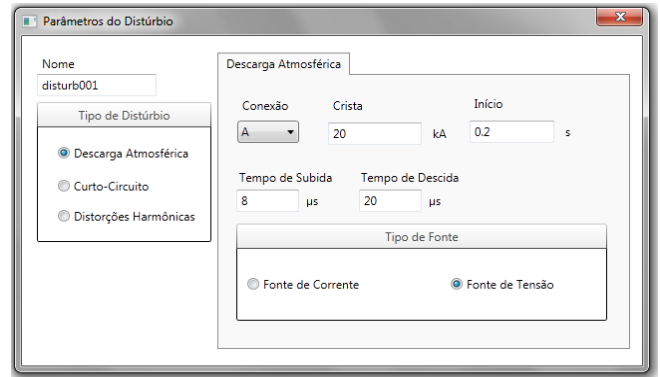 Parâmetros do Distúrbio
Nome
disturb001
Tipo de Distúrbio
Descarga Atmosférica
Curto-Circuito
Distorções Harmônicas
Descarga Atmosférica
Conexão Crista Início
A 20 kA 0.2 s
Tempo de Subida Tempo de Descida
8 µs 20 µs
Tipo de Fonte
Fonte de Corrente Fonte de Tensão